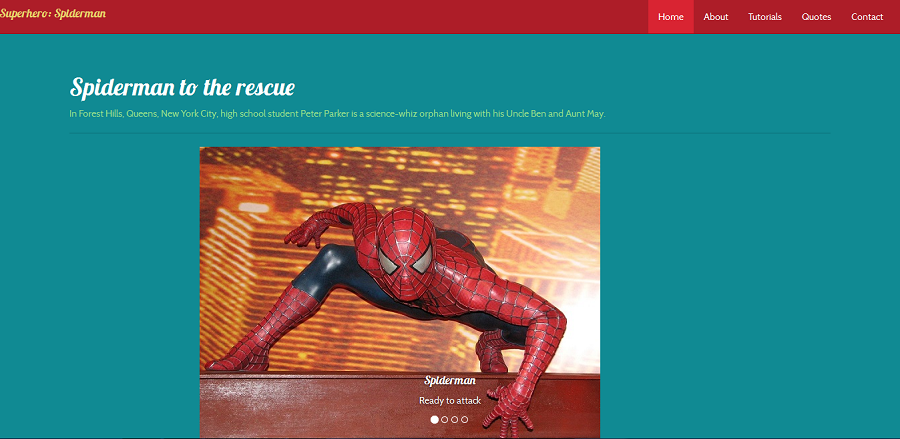 Superhero: Spiderman
Home About Tutorials Quotes Contact
Spiderman to the rescue
In Forest Hills, Queens, New York City, high school student Peter Parker is a science-whiz orphan living with his Uncle Ben and Aunt May.
Spiderman
Ready to attack